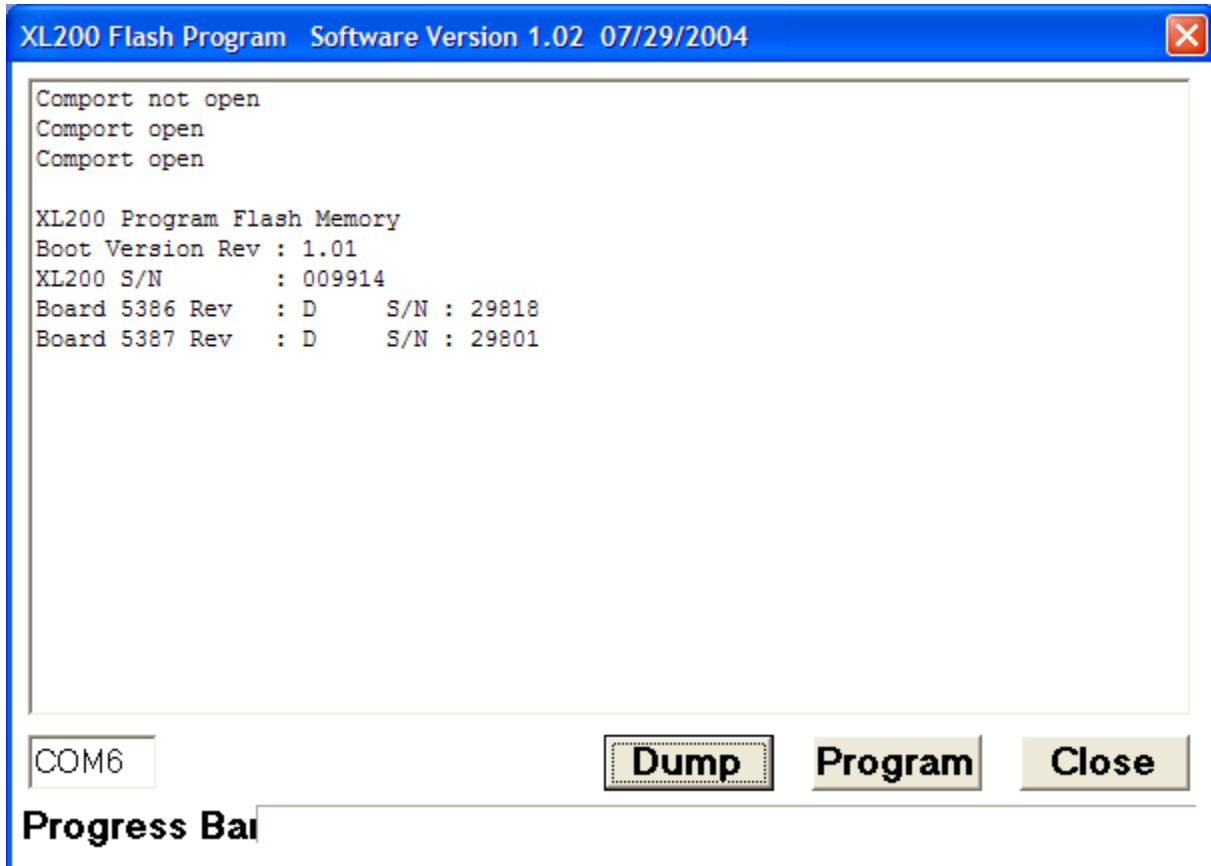 XL200 Flash Program   Software Version 1.02  07/29/2004
Comport not open
Comport open
Comport open
XL200 Program Flash Memory
Boot Version Rev : 1.01
XL200 S/N       : 009914
Board 5386 Rev   : D     S/N : 29818
Board 5387 Rev   : D     S/N : 29801
COM6
Dump
Program
Close
Progress Bar